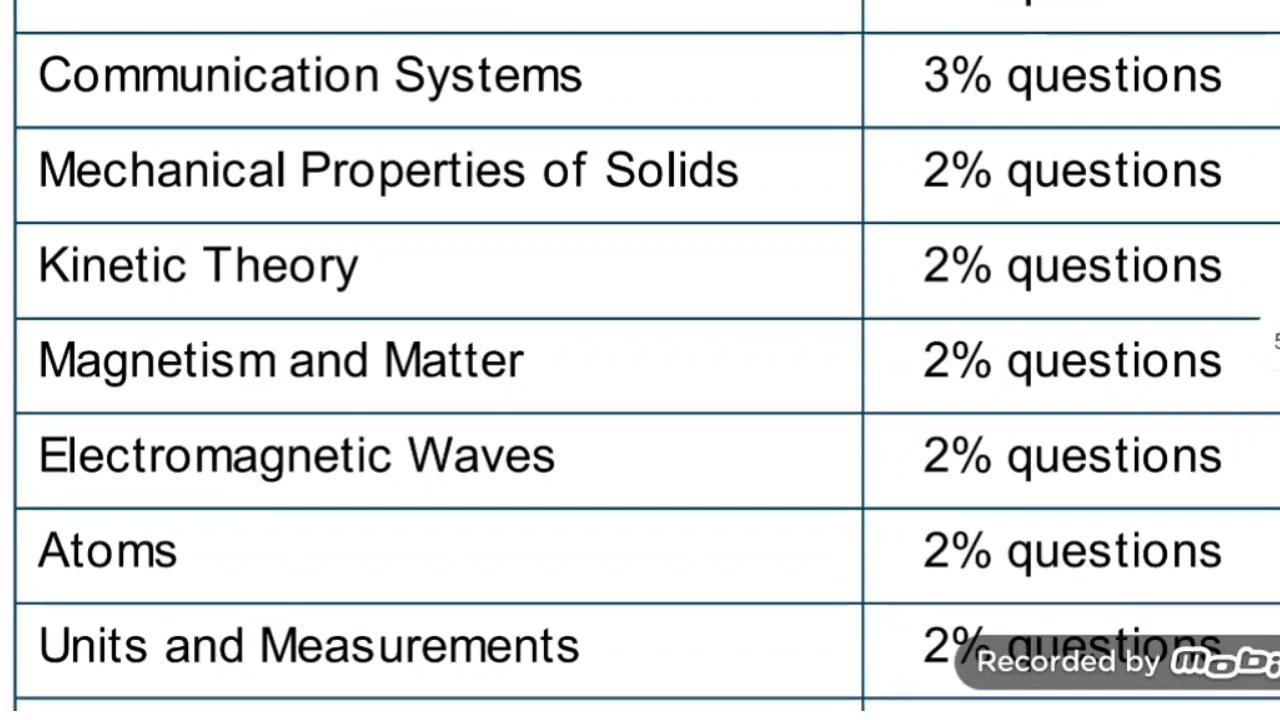 Communication Systems 3% questions
Mechanical Properties of Solids 2% questions
Kinetic Theory 2% questions
Magnetism and Matter 2% questions
Electromagnetic Waves 2% questions
Atoms 2% questions
Units and Measurements 2% questions
Recorded by